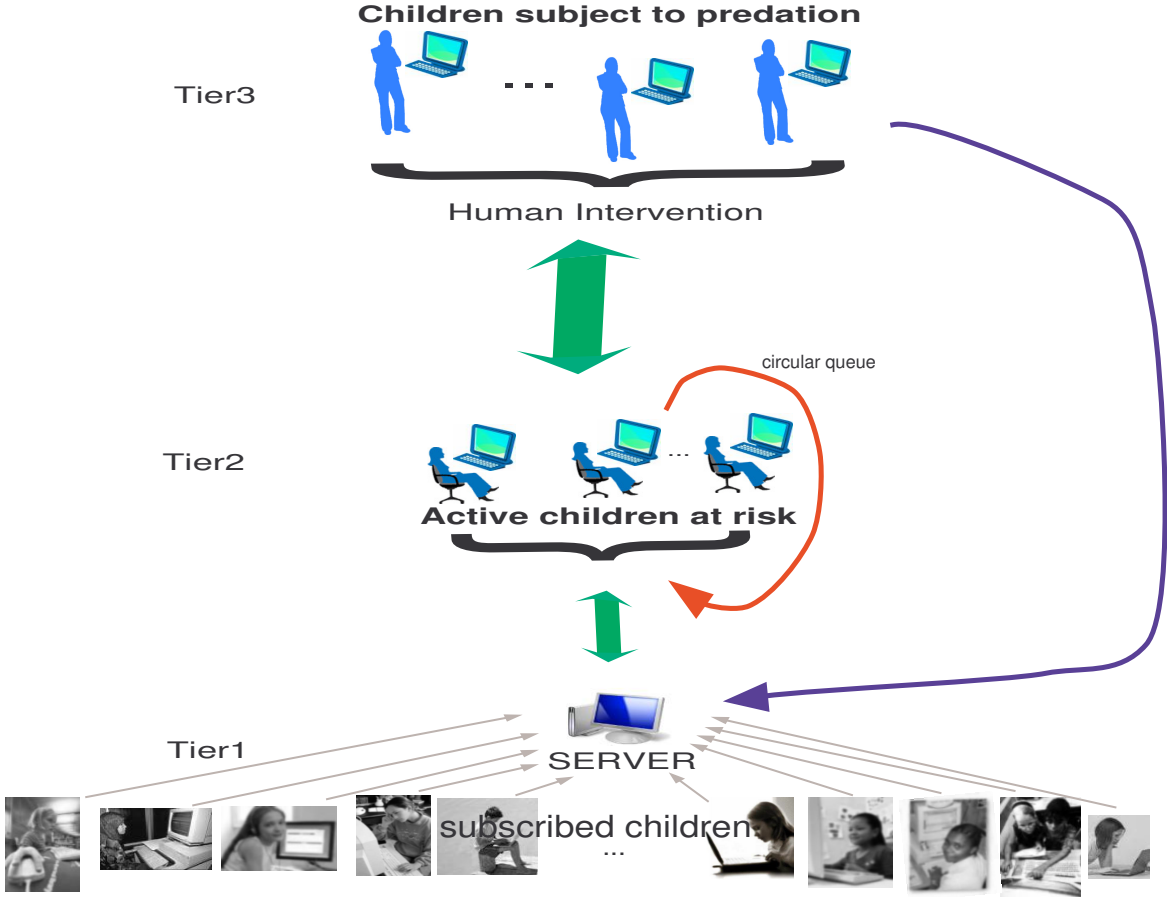 Children subject to predation
Tier3
...
Human Intervention
circular queue
Tier2
...
Active children at risk
Tier1
SERVER
subscribed children
...